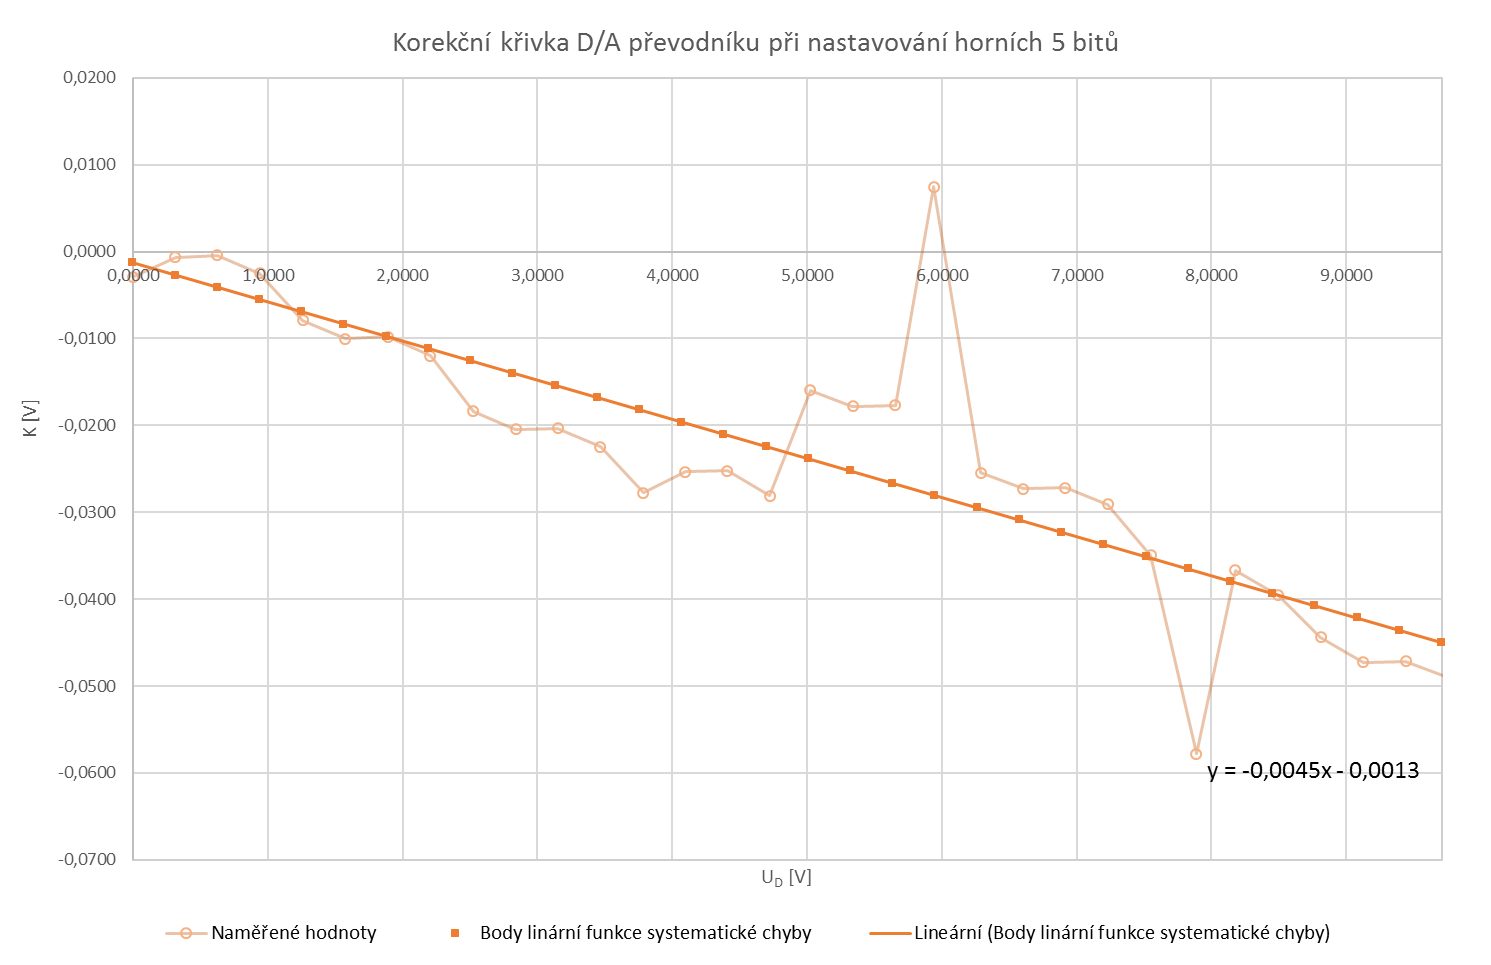 Korekční křivka D/A převodníku při nastavování horních 5 bitů
0,0200
0,0100
0,0000
0,0000 1,0000 2,0000 3,0000 4,0000 5,0000 6,0000 7,0000 8,0000 9,0000
-0,0100
-0,0200
K [V]
-0,0300
-0,0400
-0,0500
-0,0600
y = -0,0045x - 0,0013
-0,0700
UD [V]
Naměřené hodnoty Body linární funkce systematické chyby Lineární (Body linární funkce systematické chyby)